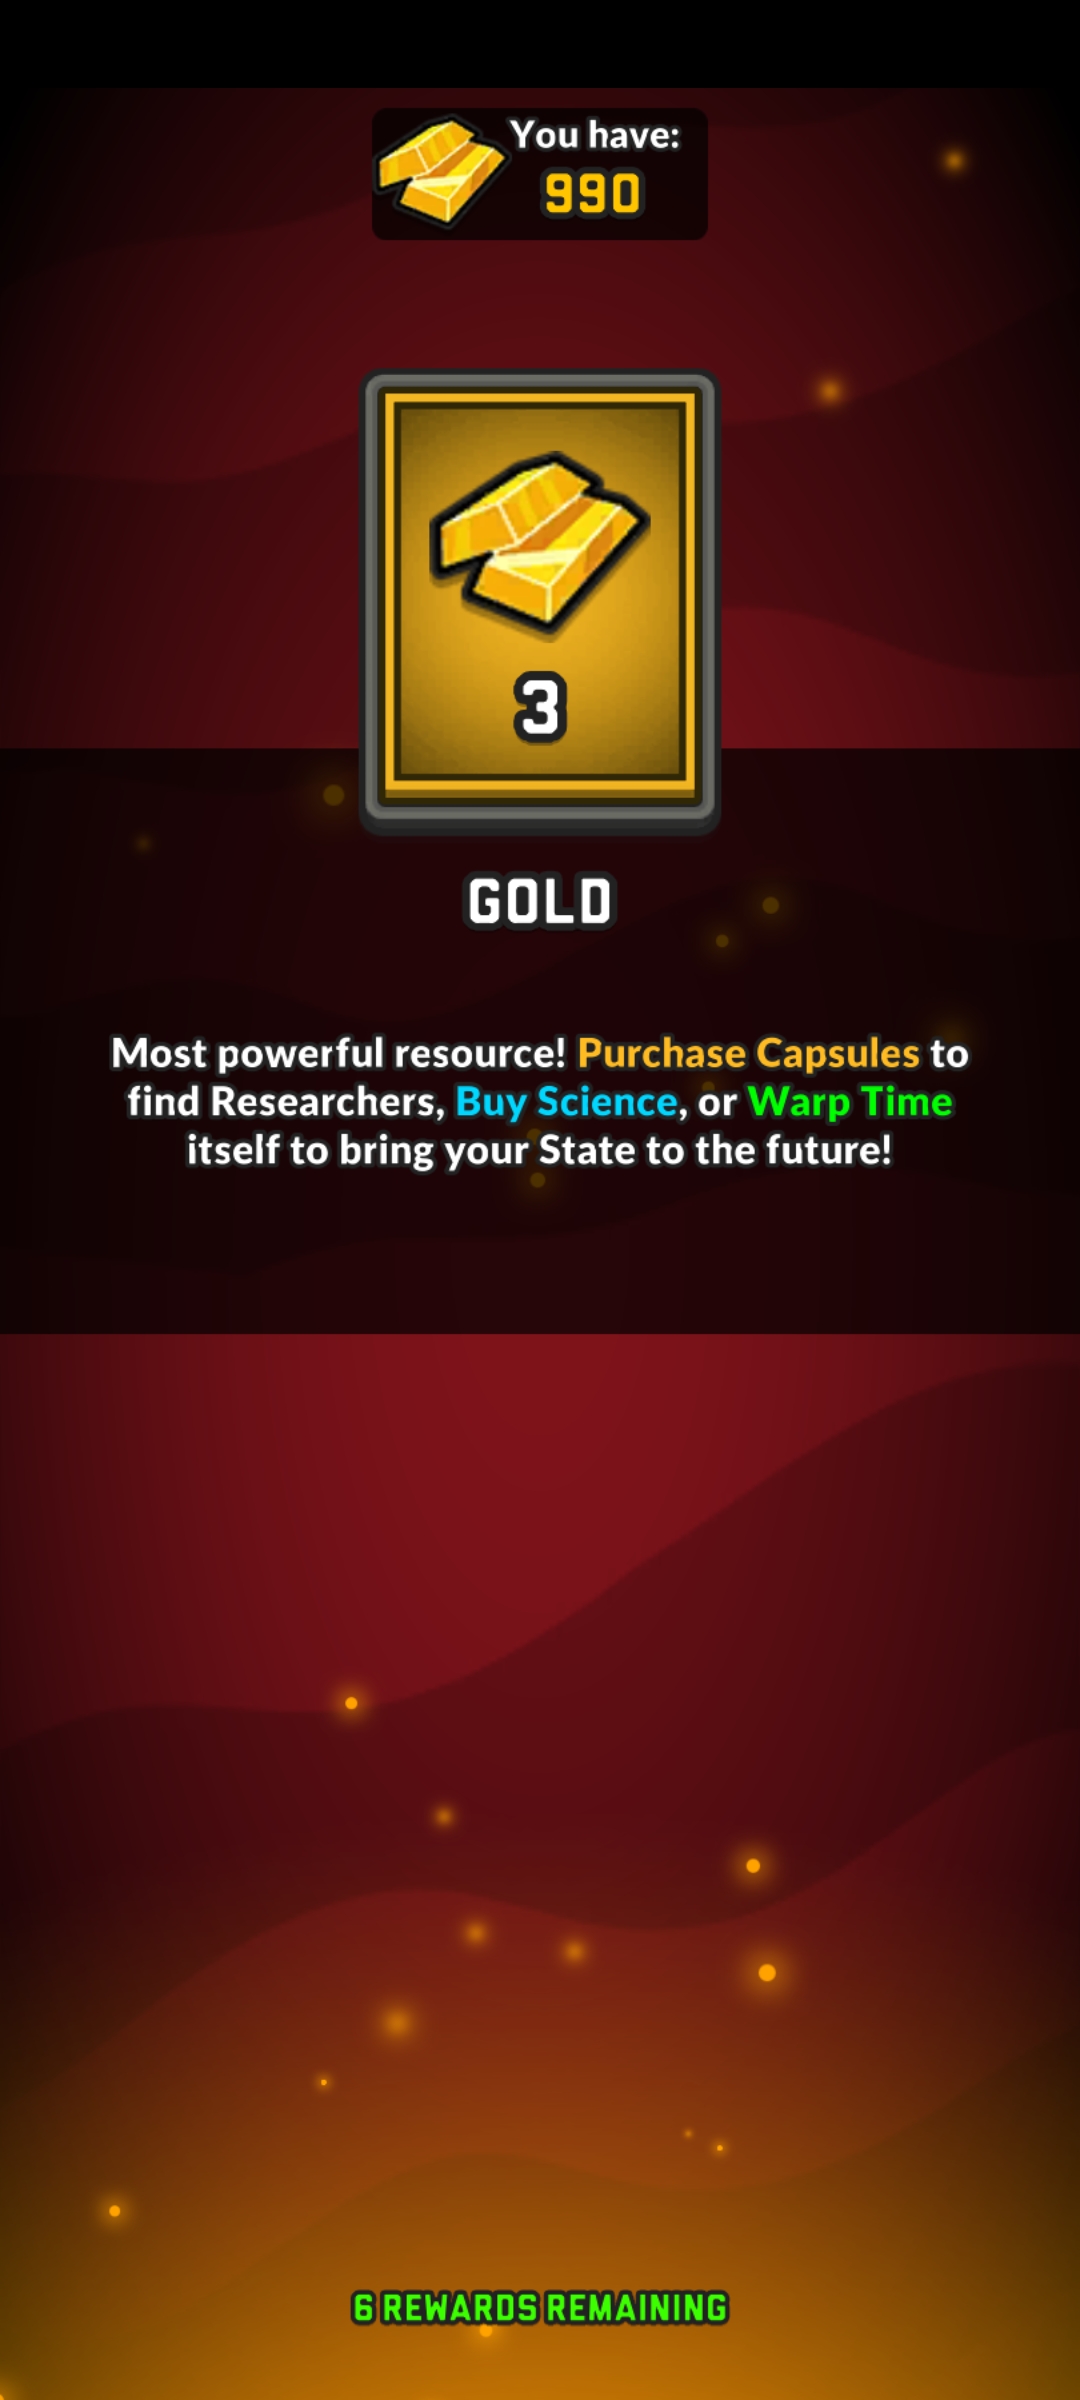 You have:
990
3
GOLD
Most powerful resource! Purchase Capsules to
find Researchers, Buy Science, or Warp Time
itself to bring your State to the future!
6 REWARDS REMAINING